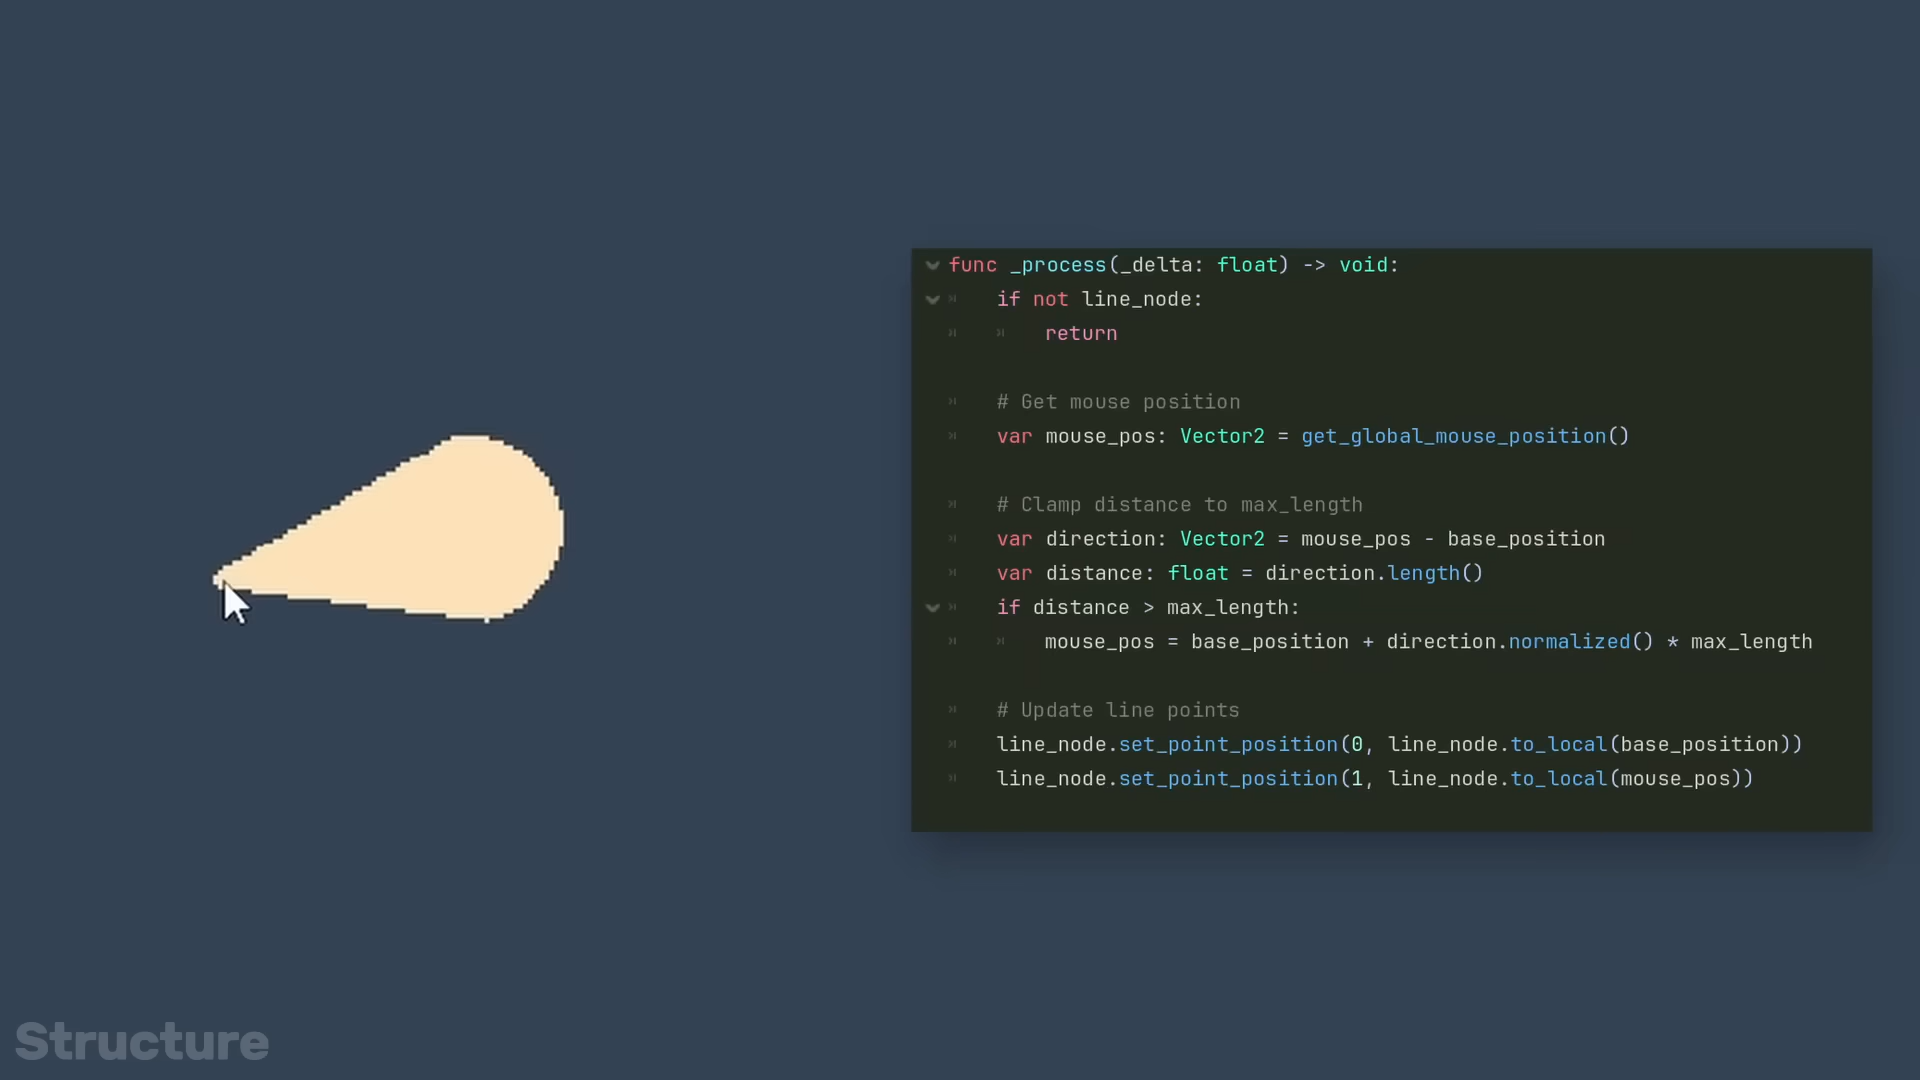 func _process(_delta: float) -> void:
if not line_node:
return
# Get mouse position
var mouse_pos: Vector2 = get_global_mouse_position()
# Clamp distance to max_length
var direction: Vector2 = mouse_pos - base_position
var distance: float = direction.length()
if distance > max_length:
mouse_pos = base_position + direction.normalized() * max_length
# Update line points
line_node.set_point_position(0, line_node.to_local(base_position))
line_node.set_point_position(1, line_node.to_local(mouse_pos))
Structure